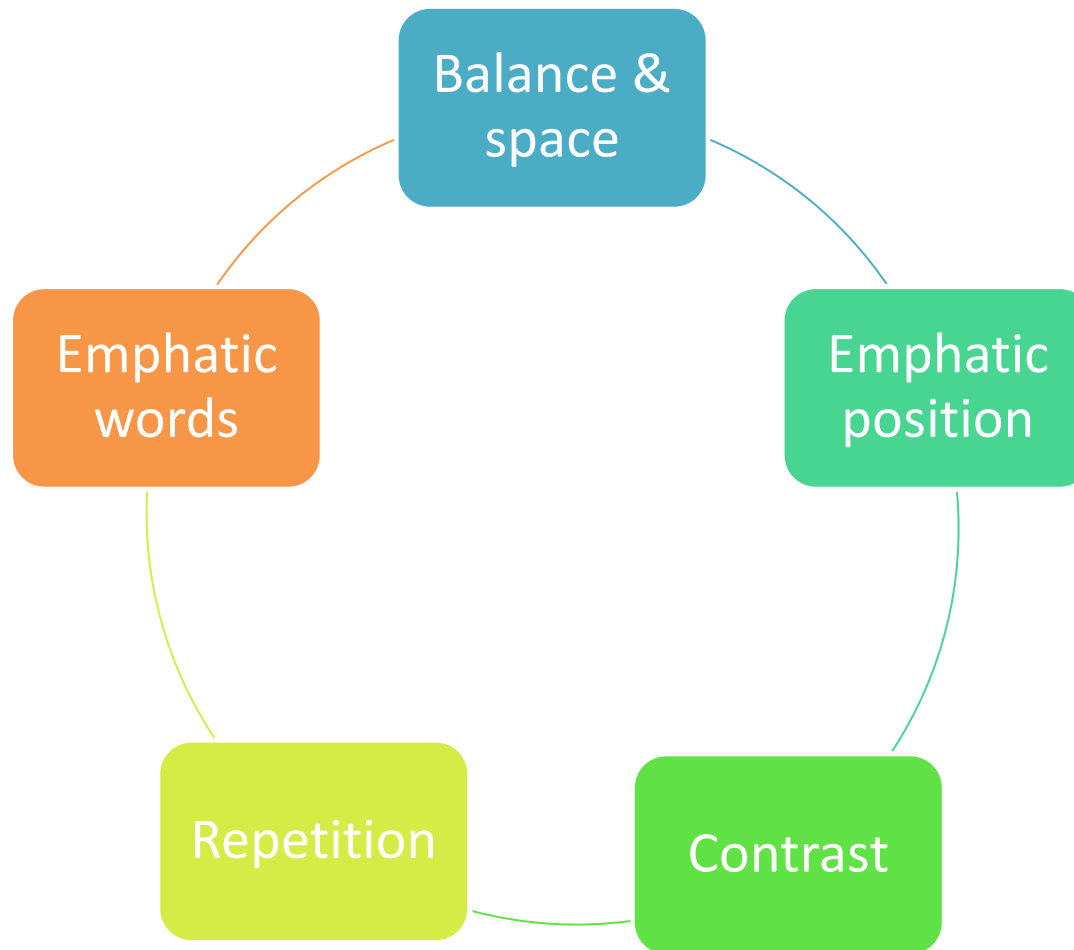 Balance &
space
Emphatic
position
Contrast
Repetition
Emphatic
words